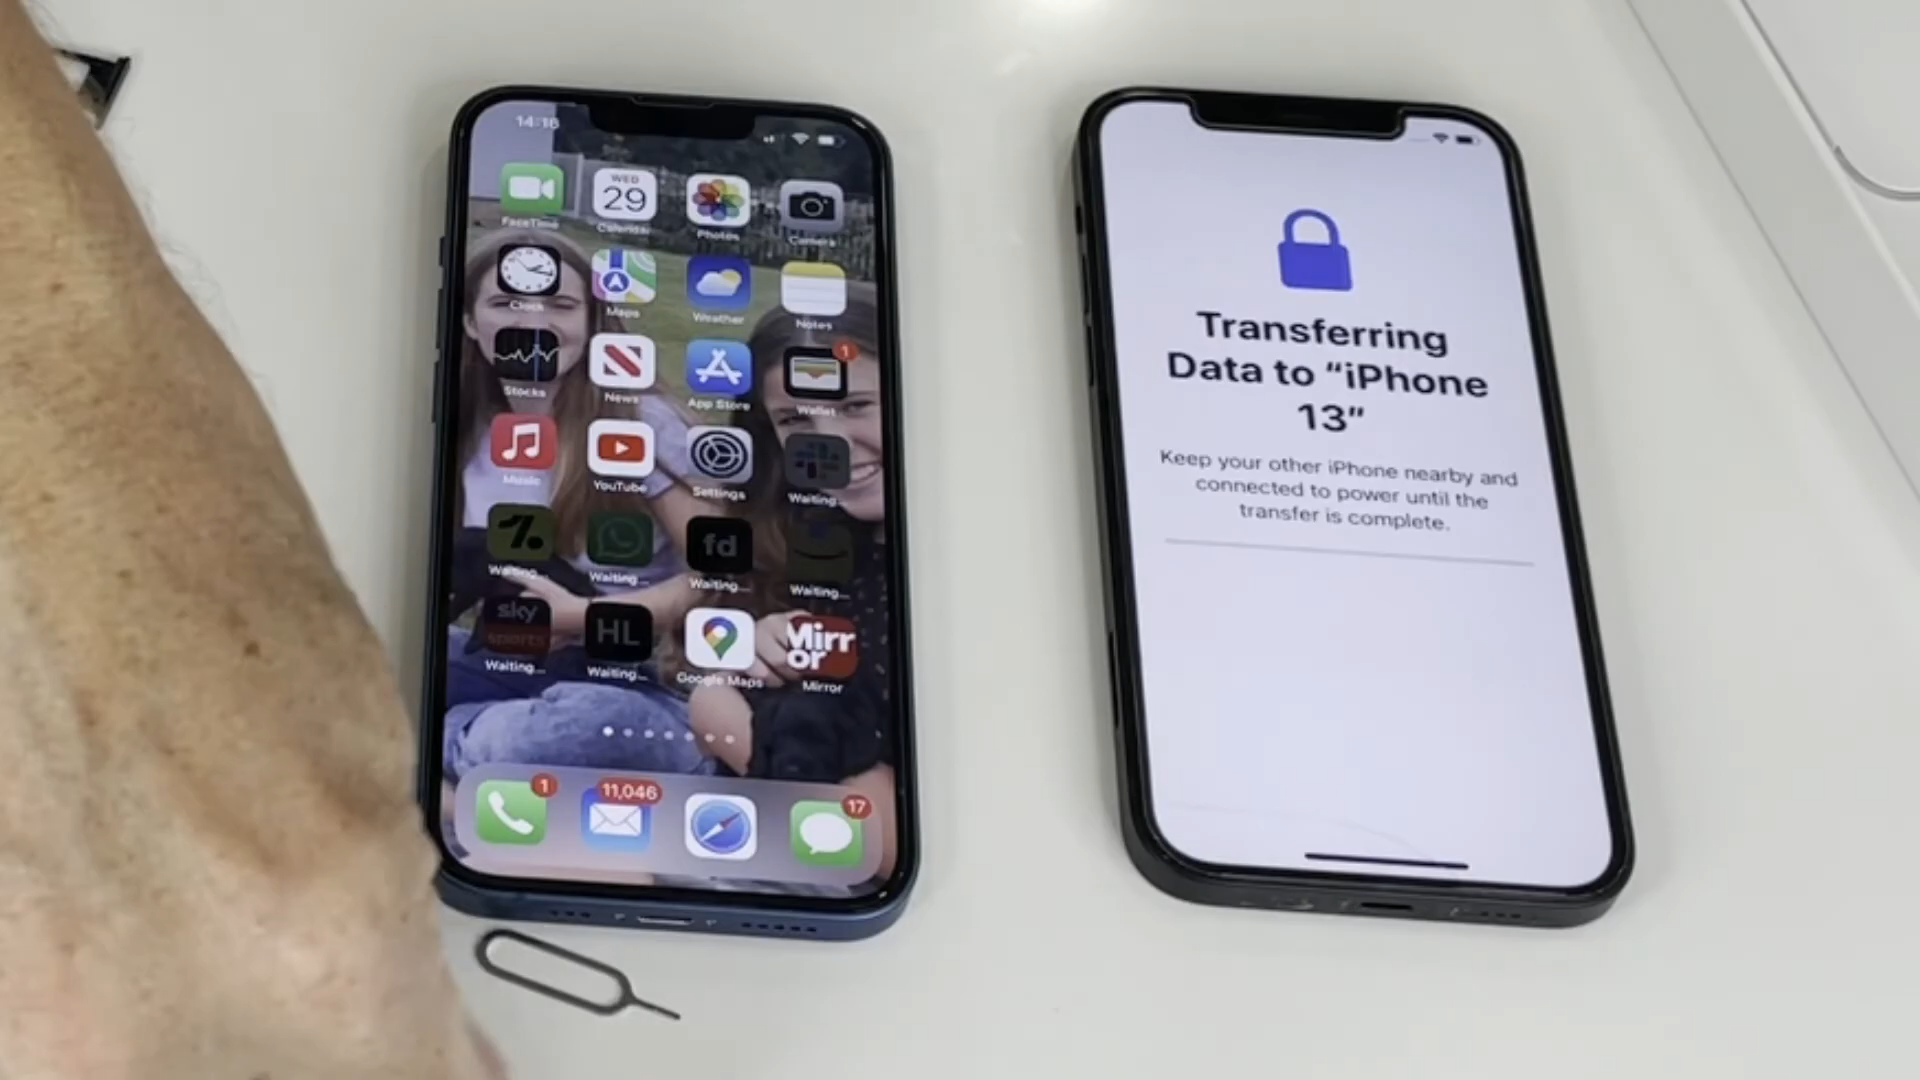 14:16
WED
29
FaceTime
Calendar
Photos
Camera
Clock
Maps
Weather
Notes
1
Stocks
News
App Store
Wallet
Music
YouTube
Settings
Waiting...
fd
Waiting...
Waiting...
Waiting...
Waiting...
sky
sports
HL
Mirr
or
Waiting...
Waiting...
Google Maps
Mirror
1
11,046
17
Transferring
Data to “iPhone
13”
Keep your other iPhone nearby and
connected to power until the
transfer is complete.